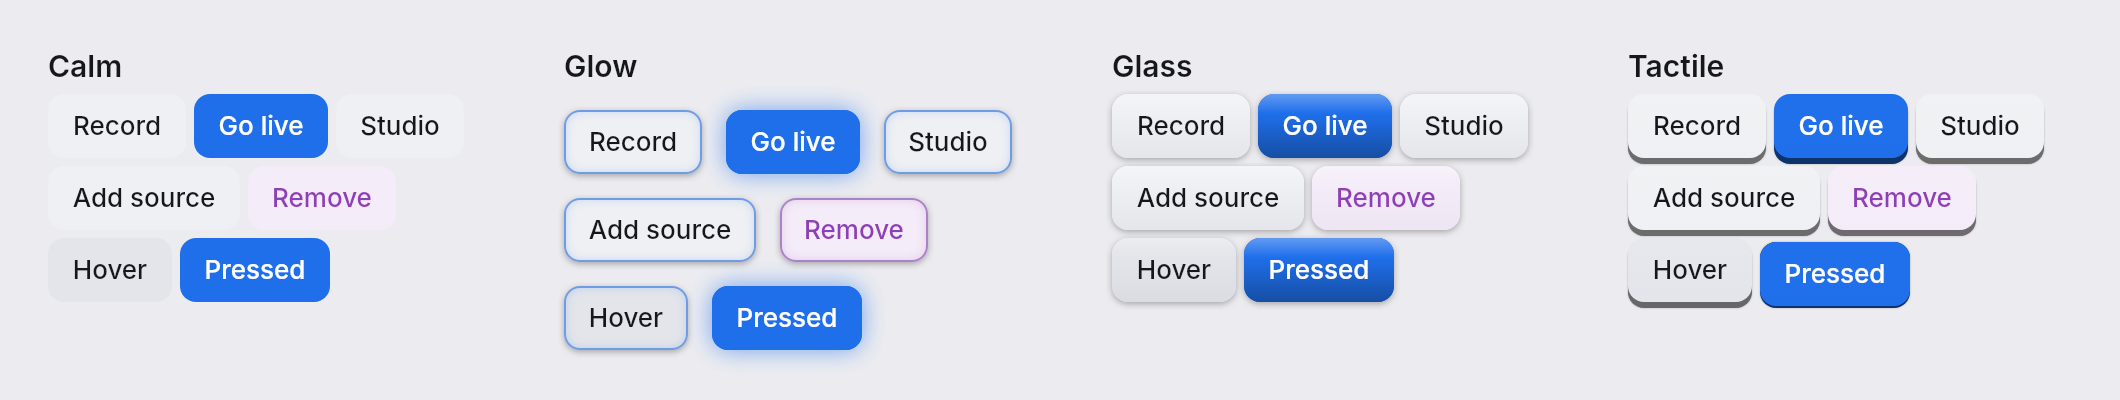 Calm
Record Go live Studio
Add source Remove
Hover Pressed
Glow
Record Go live Studio
Add source Remove
Hover Pressed
Glass
Record Go live Studio
Add source Remove
Hover Pressed
Tactile
Record Go live Studio
Add source Remove
Hover Pressed